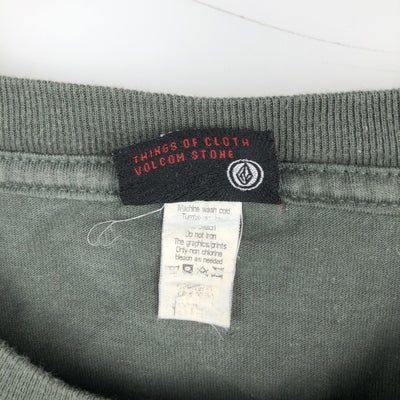 THINGS OF CLOTH
VOLCOM STONE
Machine wash cold
Do not iron
The graphics/prints
Only non chlorine
bleach as needed